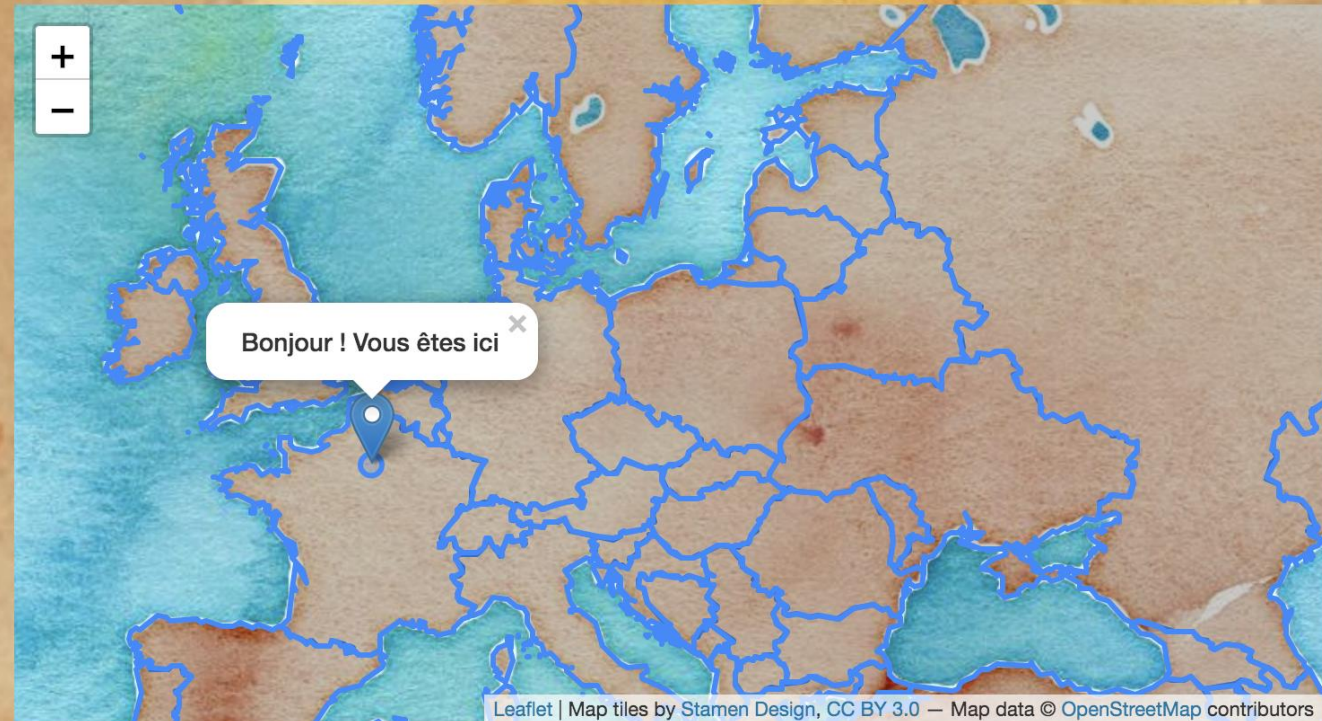 +
−
Bonjour ! Vous êtes ici ×
Leaflet | Map tiles by Stamen Design, CC BY 3.0 — Map data © OpenStreetMap contributors